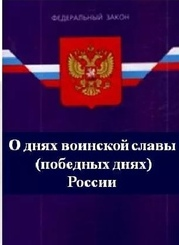 ФЕДЕРАЛЬНЫЙ ЗАКОН
О днях воинской славы
(победных днях)
России